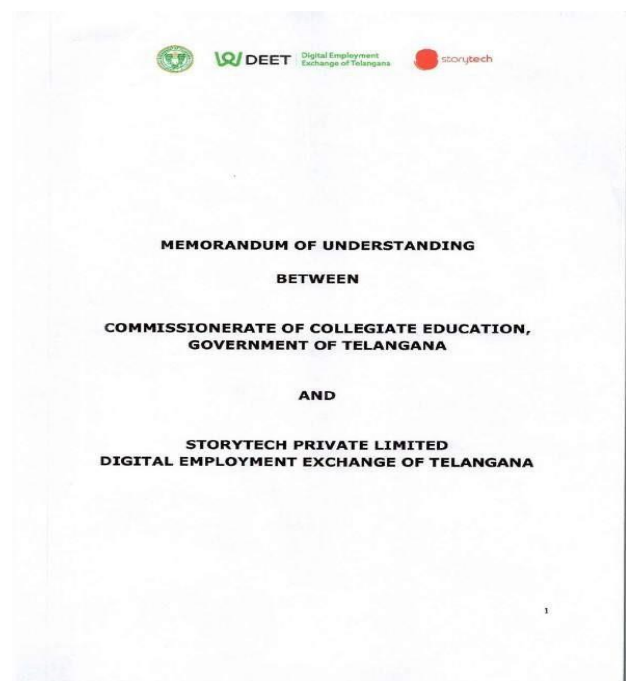 DEET
Digital Employment
Exchange of Telangana
storytech
MEMORANDUM OF UNDERSTANDING
BETWEEN
COMMISSIONERATE OF COLLEGIATE EDUCATION,
GOVERNMENT OF TELANGANA
AND
STORYTECH PRIVATE LIMITED
DIGITAL EMPLOYMENT EXCHANGE OF TELANGANA
1